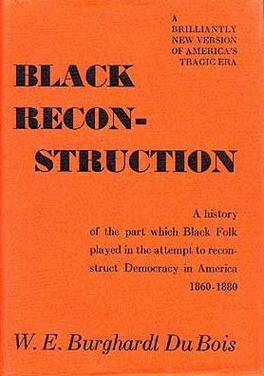 A
BRILLIANTLY
NEW VERSION
OF AMERICA'S
TRAGIC ERA
BLACK
RECON-
STRUCTION
A history
of the part which Black Folk
played in the attempt to recon-
struct Democracy in America
1860-1880
W. E. Burghardt Du Bois